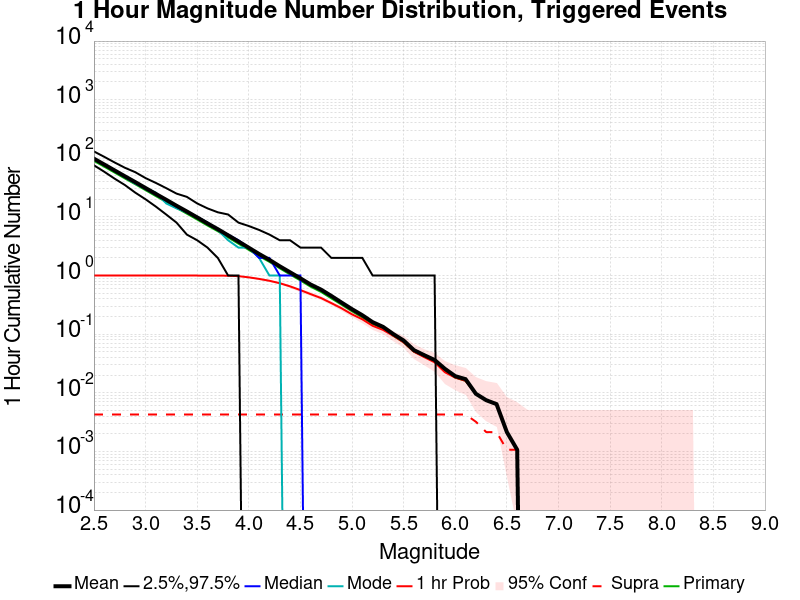 1 Hour Magnitude Number Distribution, Triggered Events
10^4
10^3
10^2
10^1
10^0
10^-1
10^-2
10^-3
10^-4
1 Hour Cumulative Number
2.5 3.0 3.5 4.0 4.5 5.0 5.5 6.0 6.5 7.0 7.5 8.0 8.5 9.0
Magnitude
Mean 2.5%,97.5% Median Mode 1 hr Prob 95% Conf Supra Primary